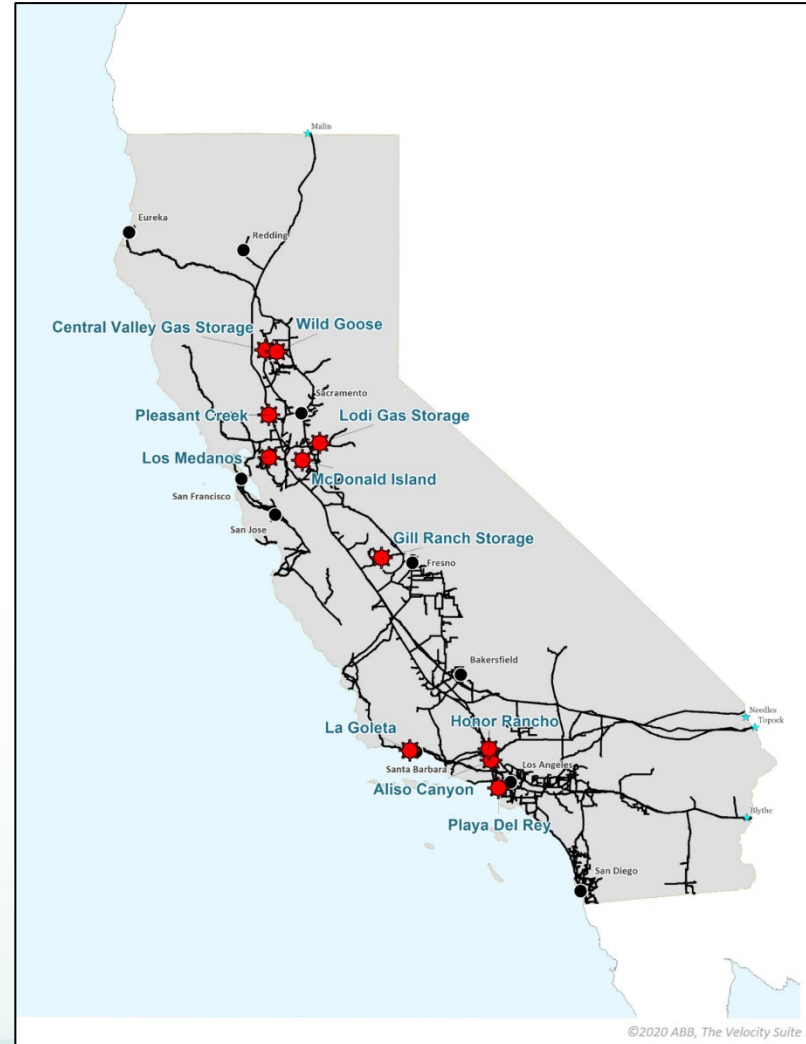 Malin
Eureka
Redding
Central Valley Gas Storage
Wild Goose
Sacramento
Pleasant Creek
Lodi Gas Storage
Los Medanos
McDonald Island
San Francisco
San Jose
Gill Ranch Storage
Fresno
Bakersfield
Needles
Topock
La Goleta
Honor Rancho
Santa Barbara
Los Angeles
Aliso Canyon
Playa Del Rey
Blythe
San Diego
©2020 ABB, The Velocity Suite